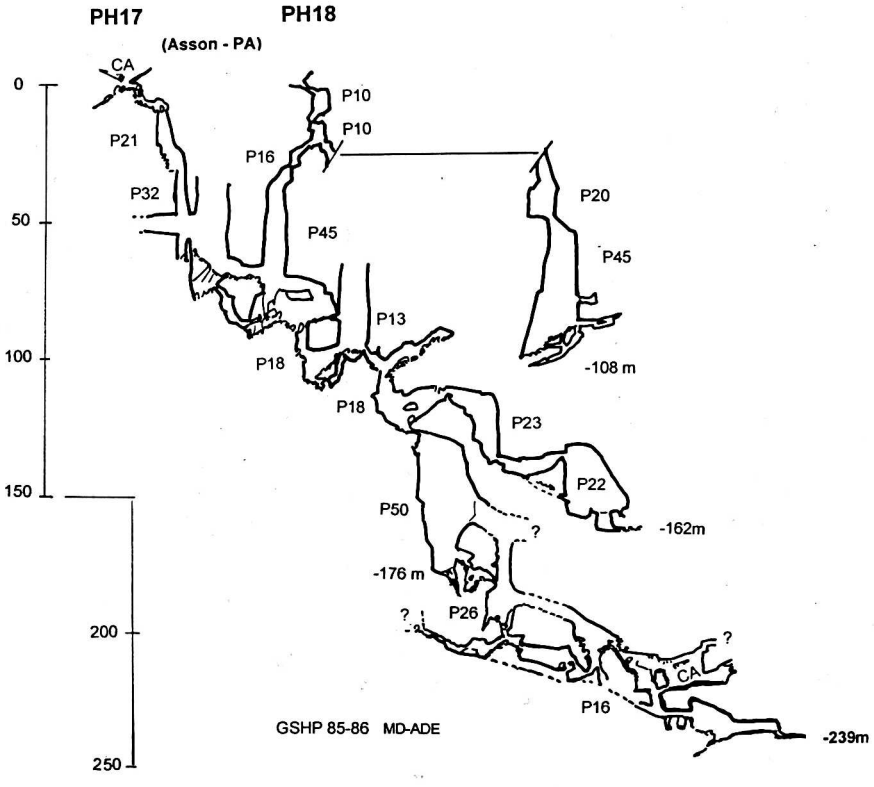 PH17 PH18
(Asson - PA)
CA
0
P10
P10
P21
P16
P32
P20
50
P45
P45
P13
100
P18
-108 m
P18
P23
150
P50
P22
-162m
?
-176 m
P26
?
200
?
CA
P16
GSHP 85-86 MD-ADE
-239m
250